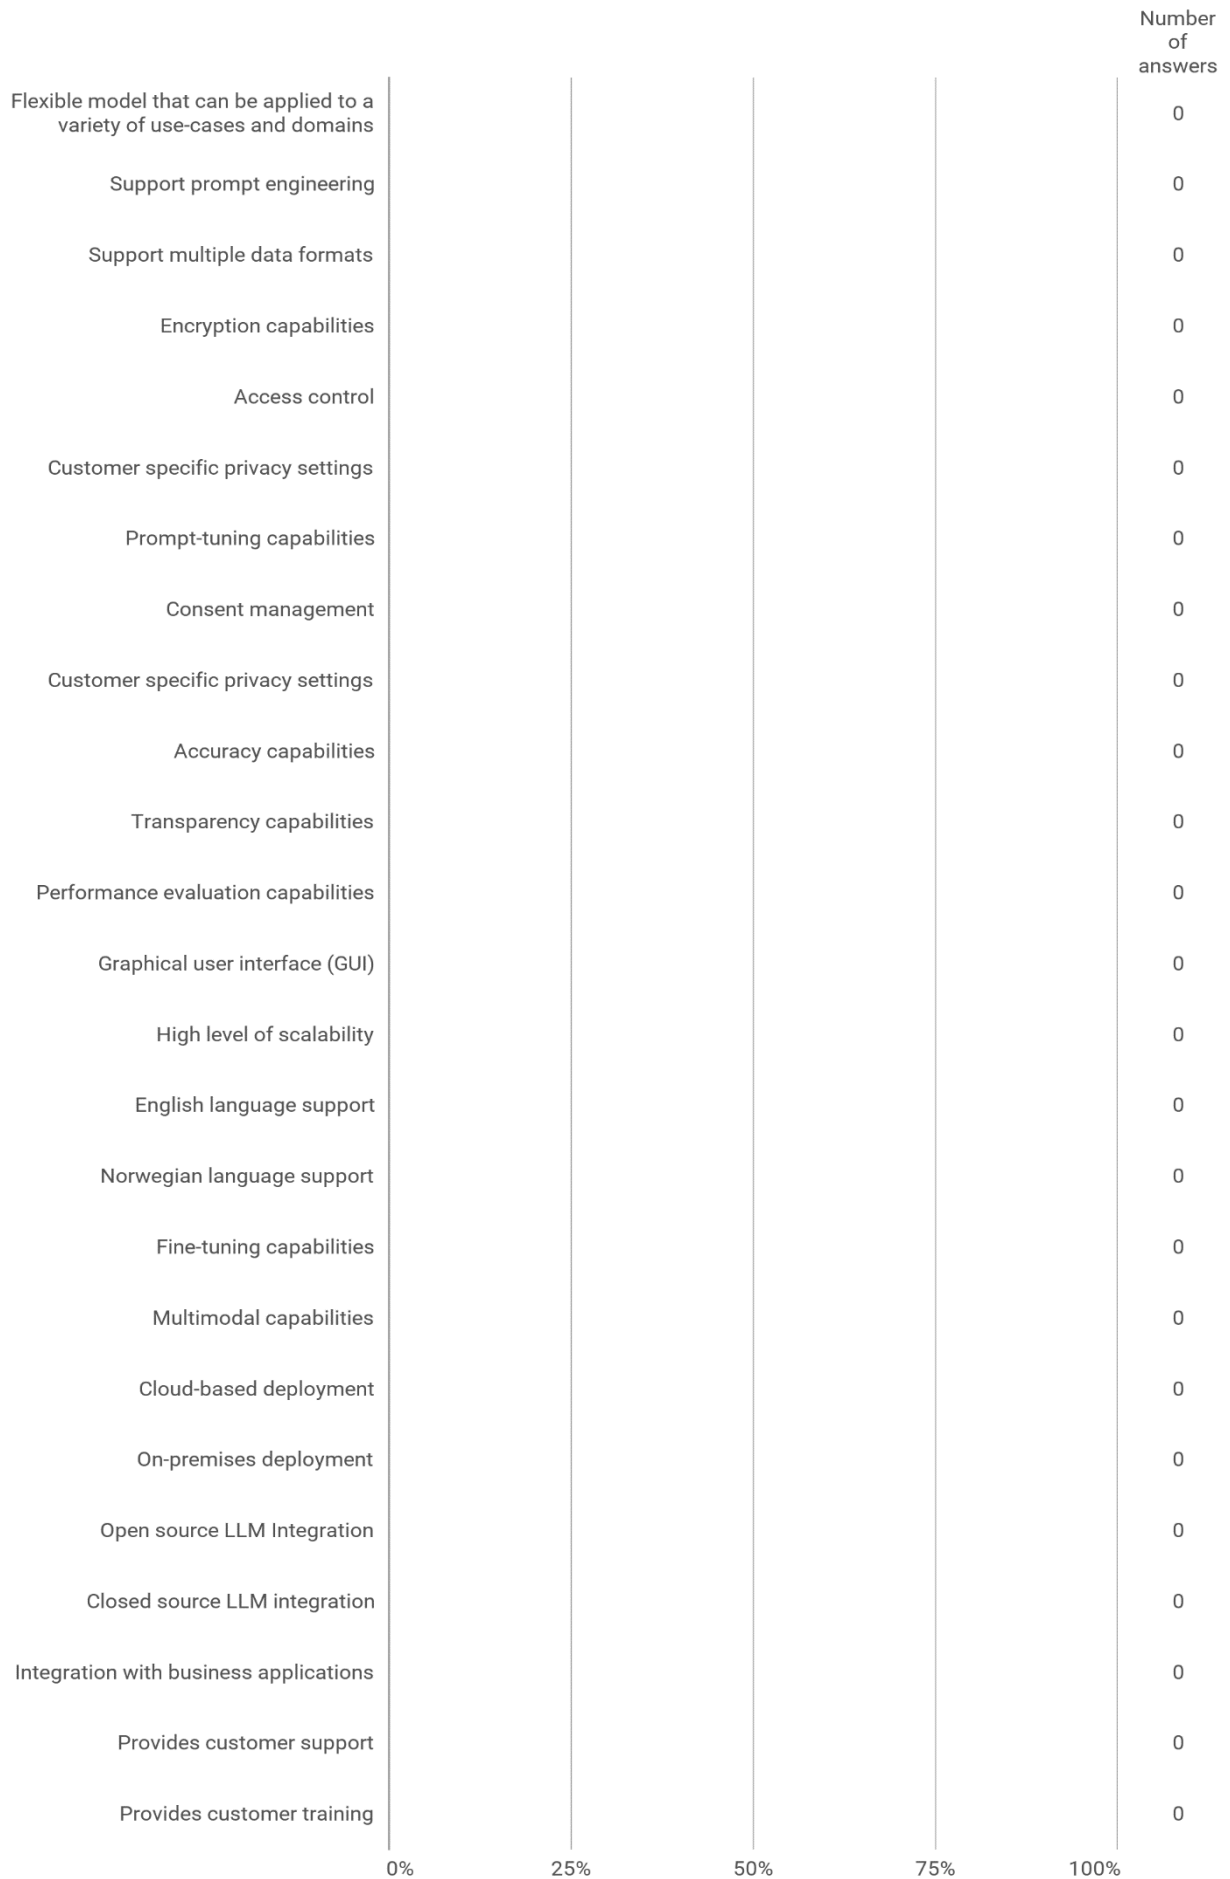 Number
of
answers
Flexible model that can be applied to a
variety of use-cases and domains
0
Support prompt engineering
0
Support multiple data formats
0
Encryption capabilities
0
Access control
0
Customer specific privacy settings
0
Prompt-tuning capabilities
0
Consent management
0
Customer specific privacy settings
0
Accuracy capabilities
0
Transparency capabilities
0
Performance evaluation capabilities
0
Graphical user interface (GUI)
0
High level of scalability
0
English language support
0
Norwegian language support
0
Fine-tuning capabilities
0
Multimodal capabilities
0
Cloud-based deployment
0
On-premises deployment
0
Open source LLM Integration
0
Closed source LLM integration
0
Integration with business applications
0
Provides customer support
0
Provides customer training
0
0% 25% 50% 75% 100%